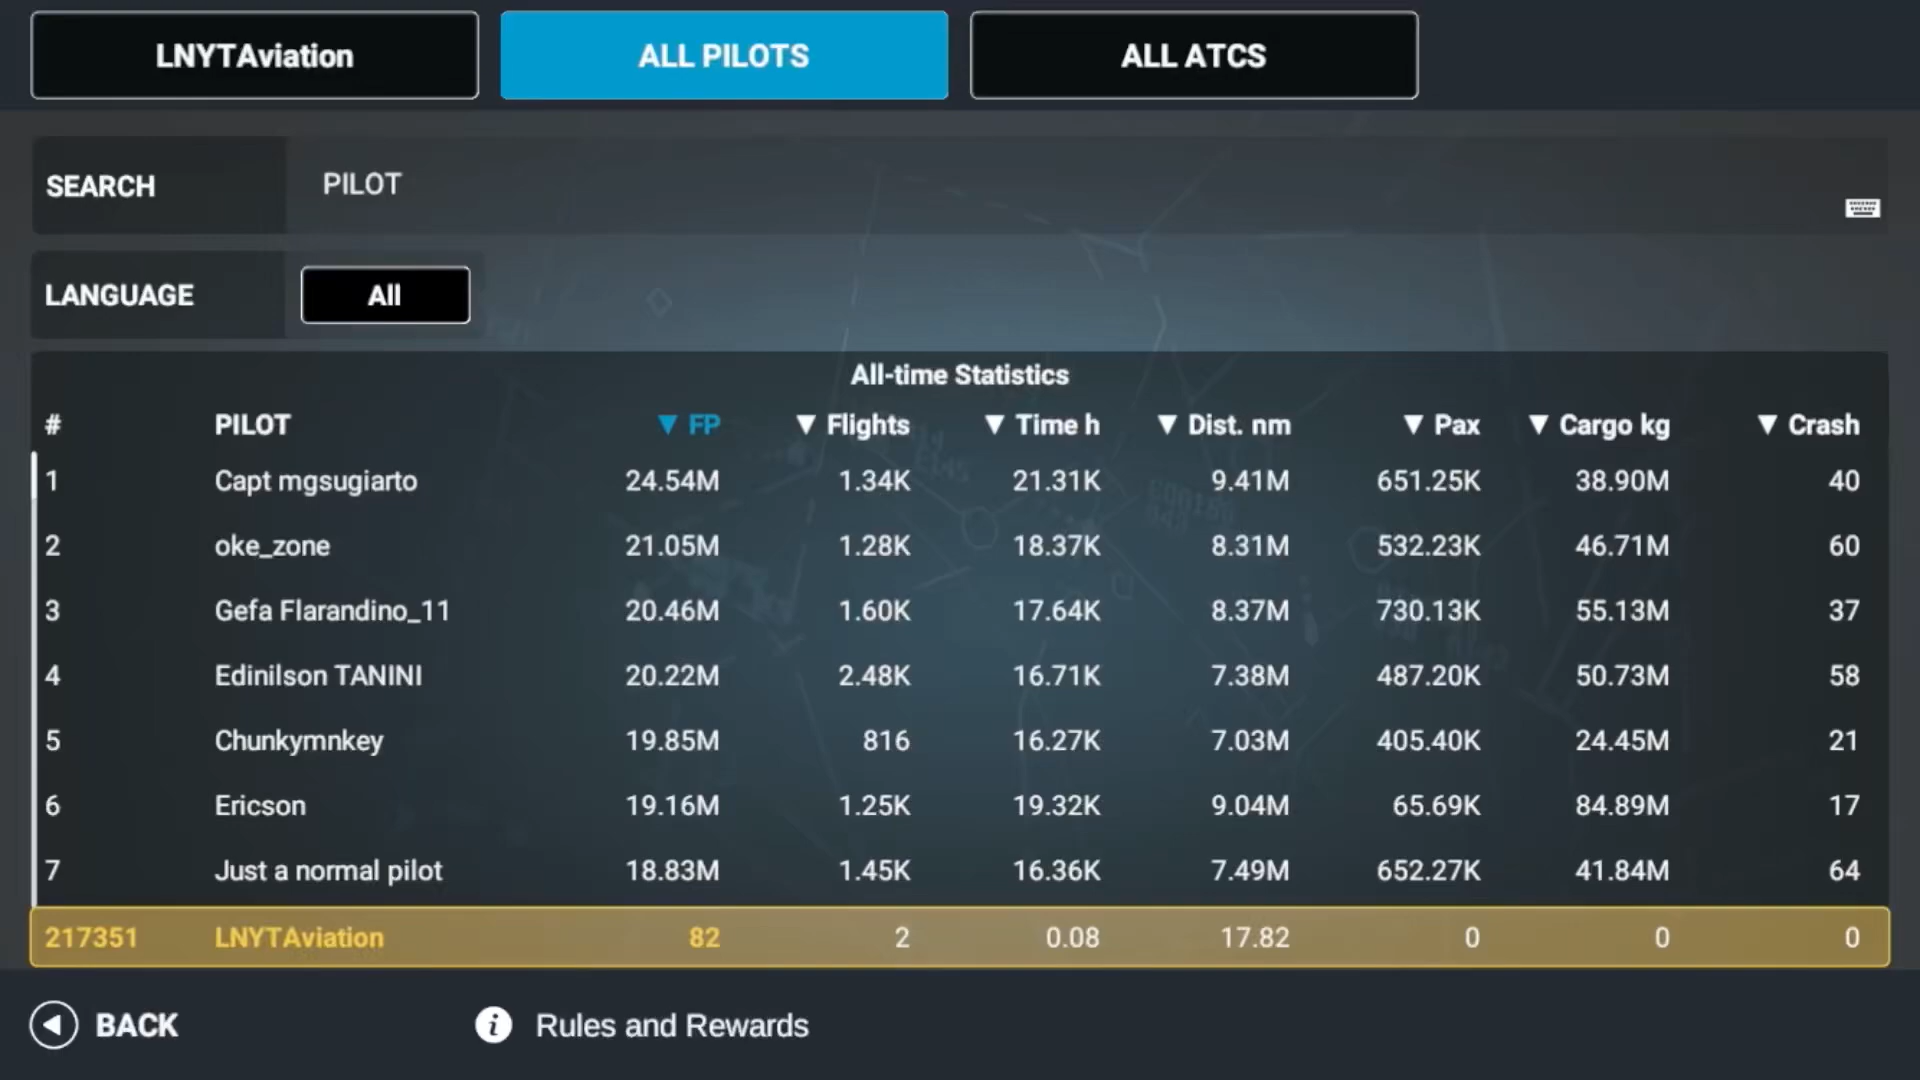 LNYTAviation ALL PILOTS ALL ATCS
SEARCH PILOT
LANGUAGE All
All-time Statistics
# PILOT ▼ FP ▼ Flights ▼ Time h ▼ Dist. nm ▼ Pax ▼ Cargo kg ▼ Crash
1 Capt mgsugiarto 24.54M 1.34K 21.31K 9.41M 651.25K 38.90M 40
2 oke_zone 21.05M 1.28K 18.37K 8.31M 532.23K 46.71M 60
3 Gefa Flarandino_11 20.46M 1.60K 17.64K 8.37M 730.13K 55.13M 37
4 Edinilson TANINI 20.22M 2.48K 16.71K 7.38M 487.20K 50.73M 58
5 Chunkymnkey 19.85M 816 16.27K 7.03M 405.40K 24.45M 21
6 Ericson 19.16M 1.25K 19.32K 9.04M 65.69K 84.89M 17
7 Just a normal pilot 18.83M 1.45K 16.36K 7.49M 652.27K 41.84M 64
217351 LNYTAviation 82 2 0.08 17.82 0 0 0
BACK i Rules and Rewards